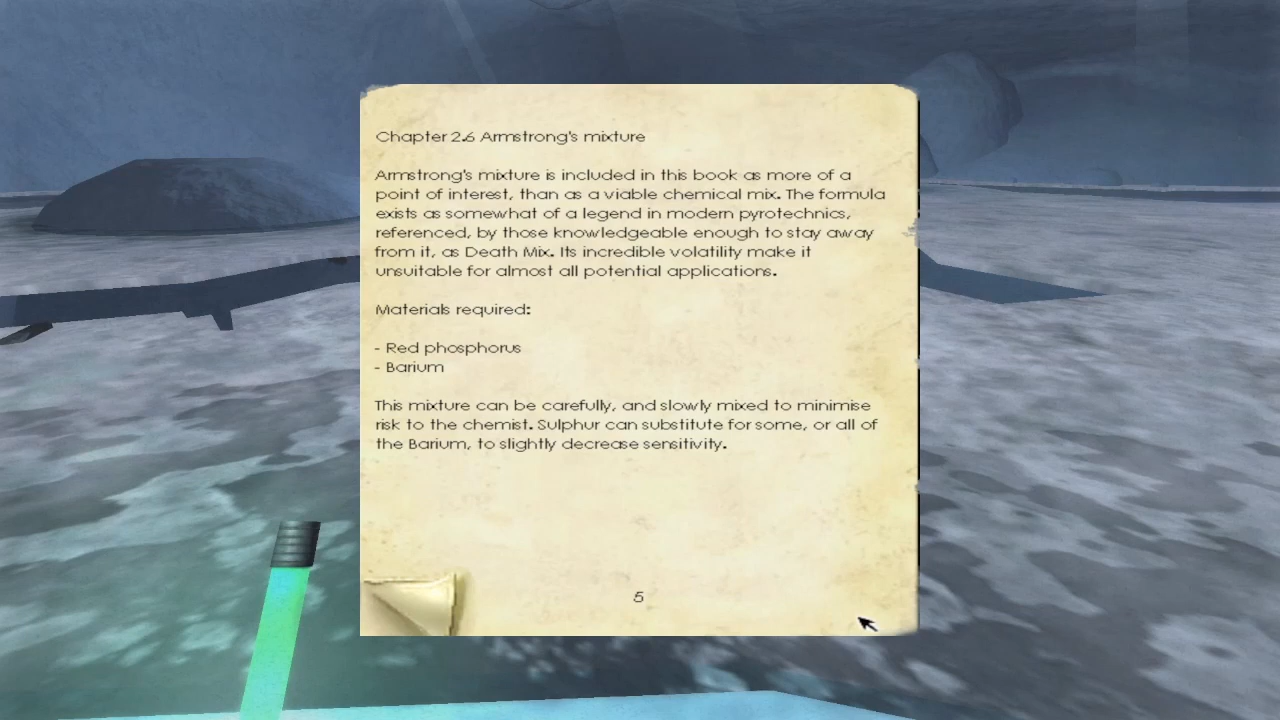 Chapter 2.6 Armstrong's mixture
Armstrong's mixture is included in this book as more of a
point of interest, than as a viable chemical mix. The formula
exists as somewhat of a legend in modern pyrotechnics,
referenced, by those knowledgeable enough to stay away
from it, as Death Mix. Its incredible volatility make it
unsuitable for almost all potential applications.
Materials required:
- Red phosphorus
- Barium
This mixture can be carefully, and slowly mixed to minimise
risk to the chemist. Sulphur can substitute for some, or all of
the Barium, to slightly decrease sensitivity.
5